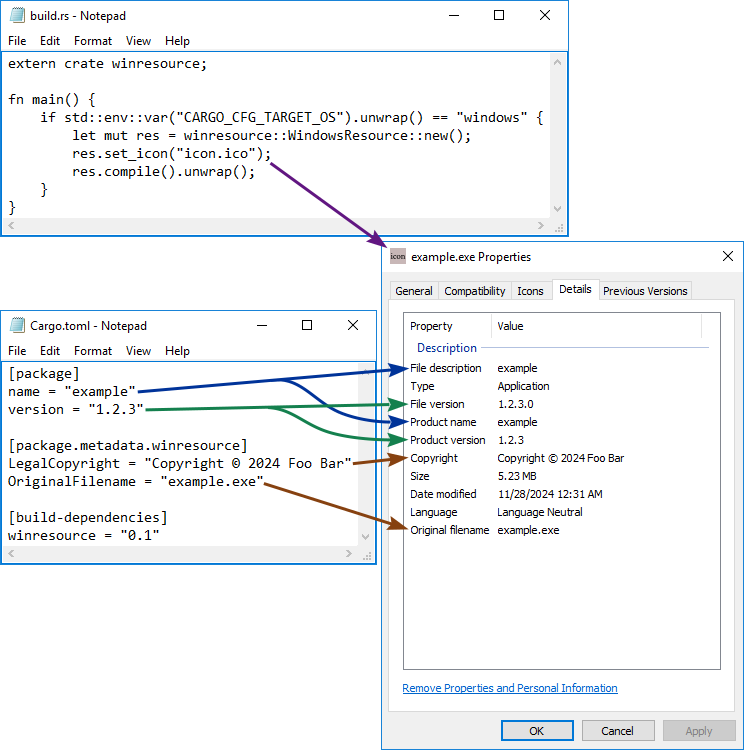 build.rs - Notepad
File Edit Format View Help
extern crate winresource;
fn main() {
    if std::env::var("CARGO_CFG_TARGET_OS").unwrap() == "windows" {
        let mut res = winresource::WindowsResource::new();
        res.set_icon("icon.ico");
        res.compile().unwrap();
    }
}
icon example.exe Properties
General Compatibility Icons Details Previous Versions
Property Value
Description
File description example
Type Application
File version 1.2.3.0
Product name example
Product version 1.2.3
Copyright Copyright © 2024 Foo Bar
Size 5.23 MB
Date modified 11/28/2024 12:31 AM
Language Language Neutral
Original filename example.exe
Remove Properties and Personal Information
OK Cancel Apply
Cargo.toml - Notepad
File Edit Format View Help
[package]
name = "example"
version = "1.2.3"
[package.metadata.winresource]
LegalCopyright = "Copyright © 2024 Foo Bar"
OriginalFilename = "example.exe"
[build-dependencies]
winresource = "0.1"